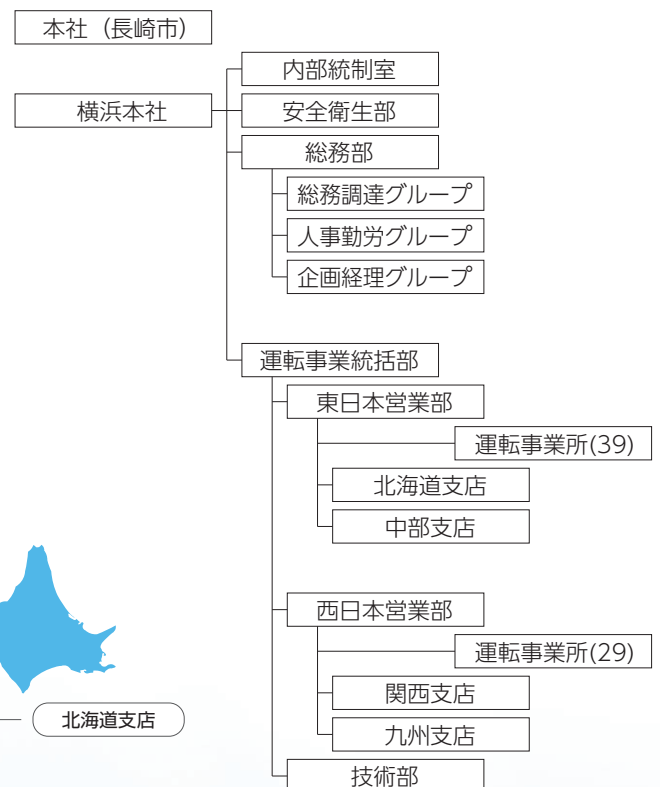 本社（長崎市）
横浜本社
内部統制室
安全衛生部
総務部
総務調達グループ
人事勤労グループ
企画経理グループ
運転事業統括部
東日本営業部
運転事業所(39)
北海道支店
中部支店
西日本営業部
運転事業所(29)
関西支店
九州支店
技術部
北海道支店